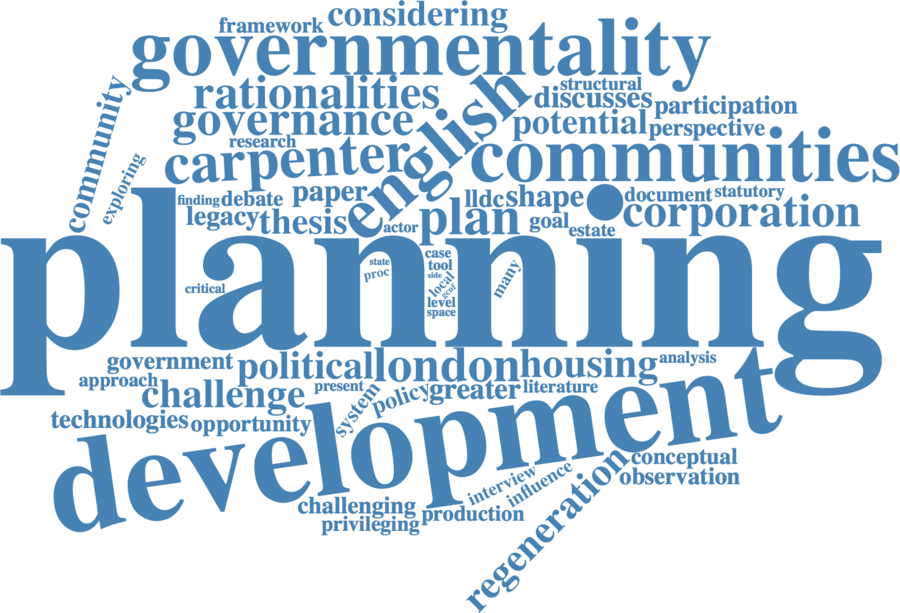 considering
framework
governmentality
structural
rationalities
discusses
participation
community
governance
english
potential
perspective
research
carpenter
communities
exploring
finding
debate
paper
lldc
shape
document
statutory
legacy
thesis
actor
plan
goal
estate
corporation
planning
state
proc
case
tool
side
local
gcnf
level
space
many
critical
government
political
london
housing
analysis
approach
challenge
present
system
policy
greater
literature
technologies
opportunity
development
conceptual
observation
interview
influence
regeneration
challenging
privileging
production